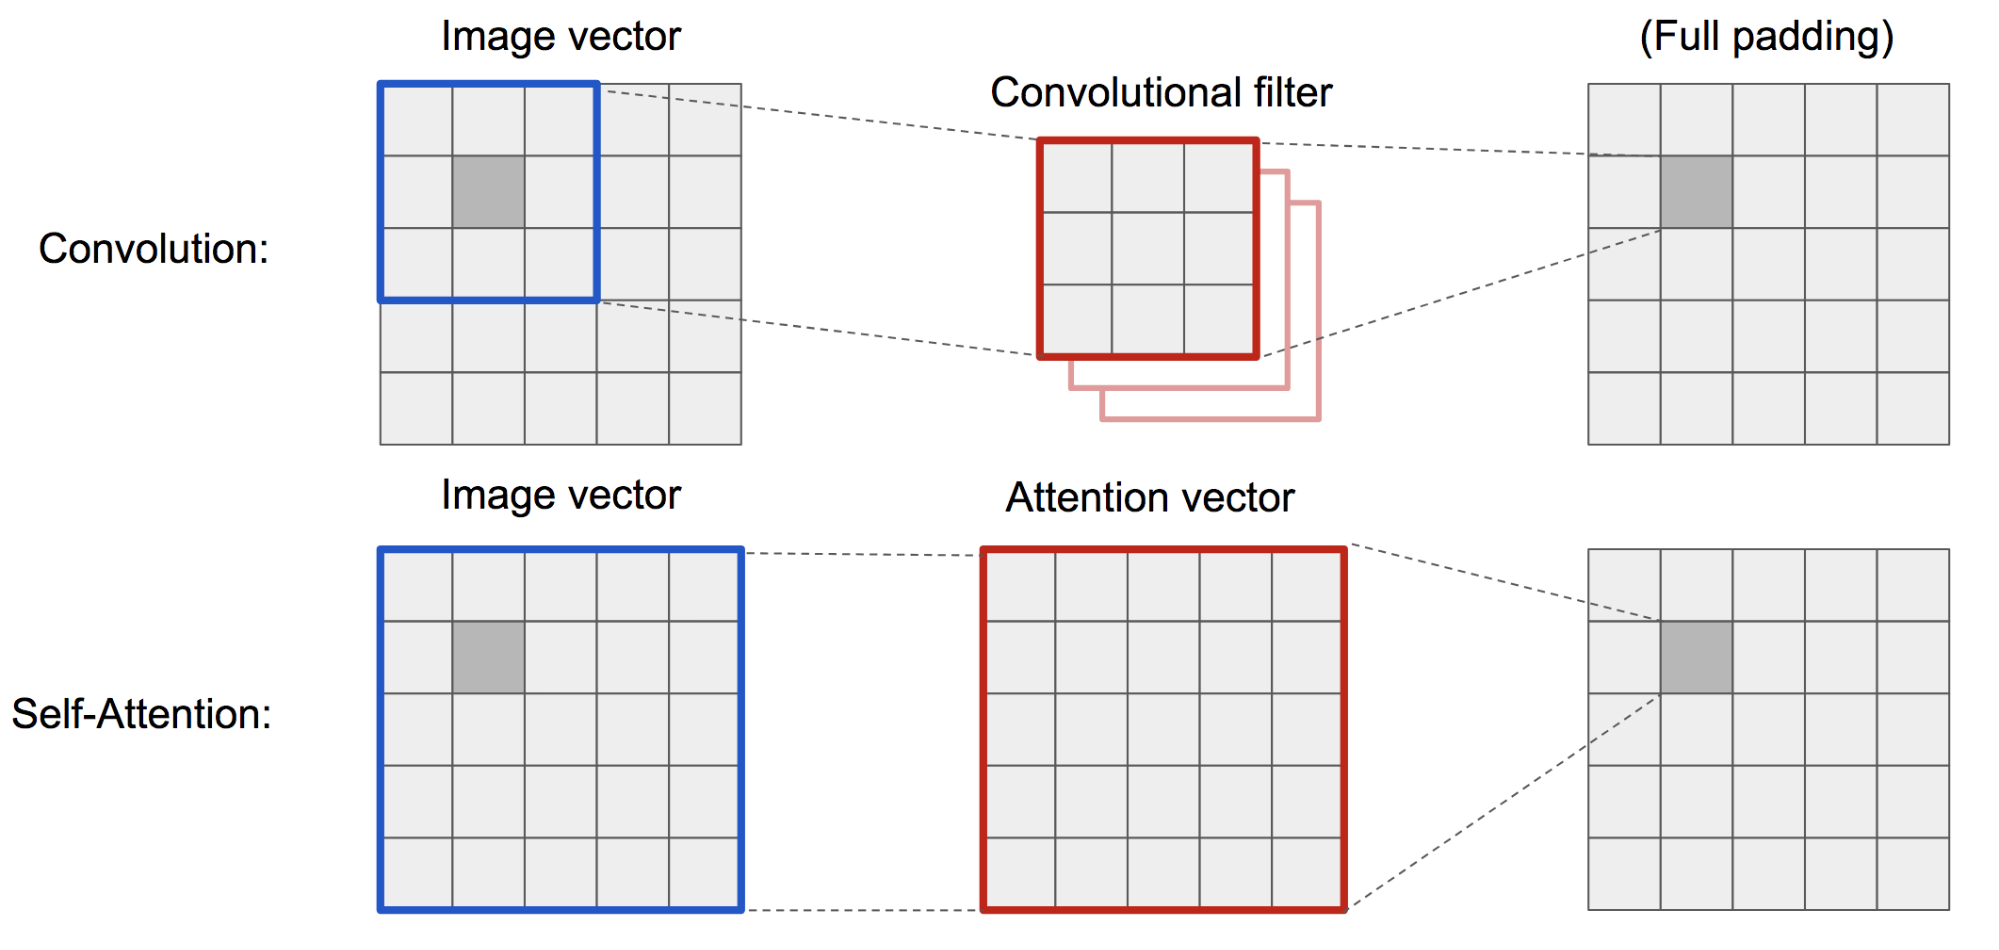 Image vector
(Full padding)
Convolutional filter
Convolution:
Image vector
Attention vector
Self-Attention: